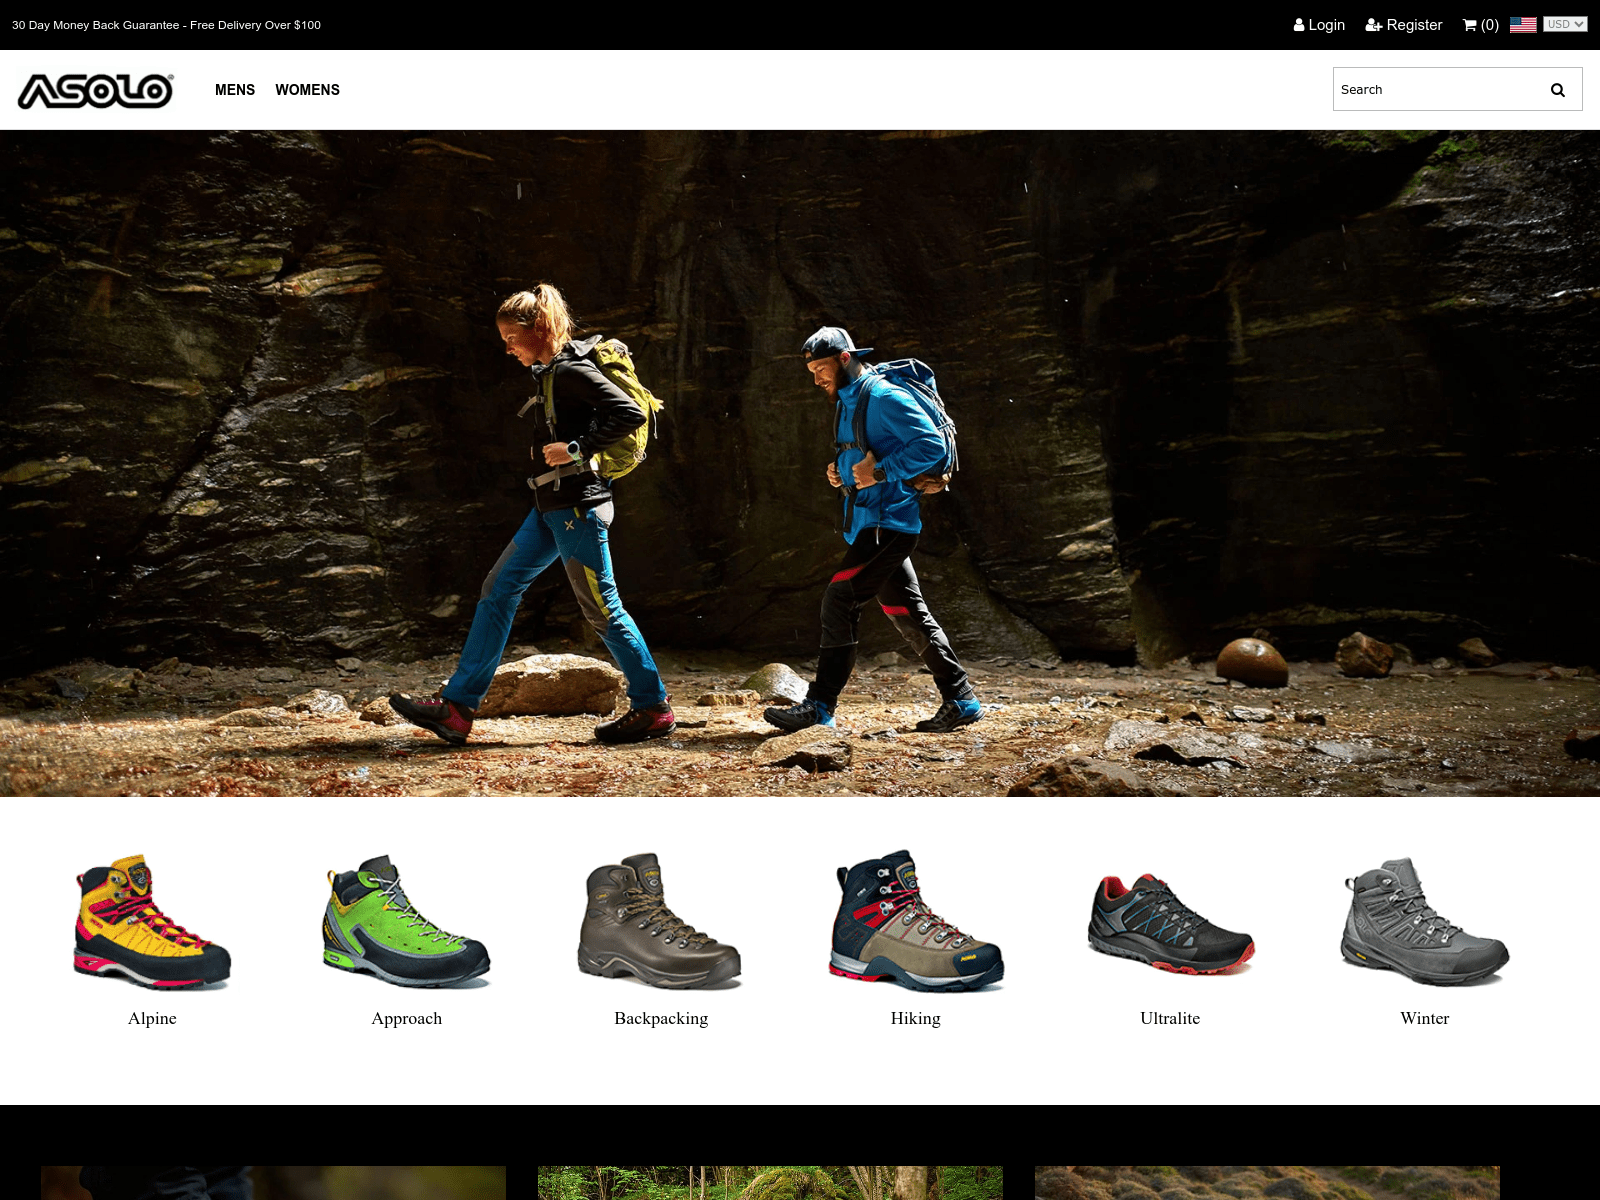 30 Day Money Back Guarantee - Free Delivery Over $100
Login
Register
(0)
USD
ASOLO®
MENS
WOMENS
Search
Alpine
Approach
Backpacking
Hiking
Ultralite
Winter